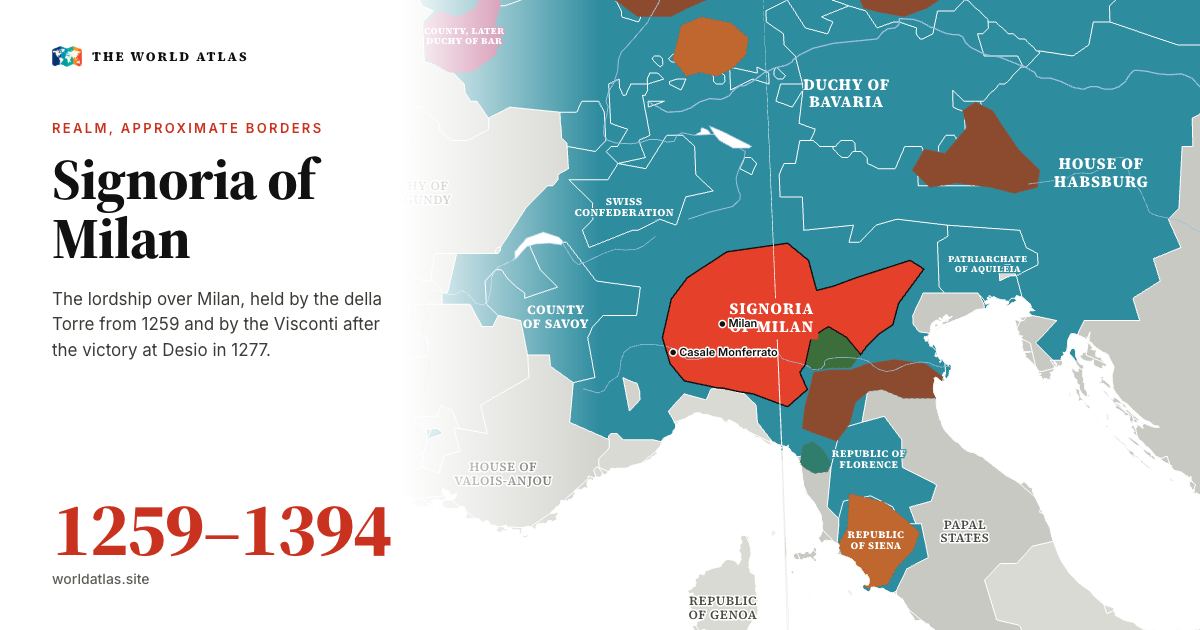 THE WORLD ATLAS
REALM, APPROXIMATE BORDERS
Signoria of
Milan
The lordship over Milan, held by the della
Torre from 1259 and by the Visconti after
the victory at Desio in 1277.
1259–1394
worldatlas.site
COUNTY, LATER
DUCHY OF BAR
DUCHY OF
BAVARIA
HOUSE OF
HABSBURG
HY OF
GUNDY
SWISS
CONFEDERATION
PATRIARCHATE
OF AQUILEIA
COUNTY
OF SAVOY
SIGNORIA
OF MILAN
Milan
Casale Monferrato
HOUSE OF
VALOIS-ANJOU
REPUBLIC OF
FLORENCE
REPUBLIC
OF SIENA
PAPAL
STATES
REPUBLIC
OF GENOA